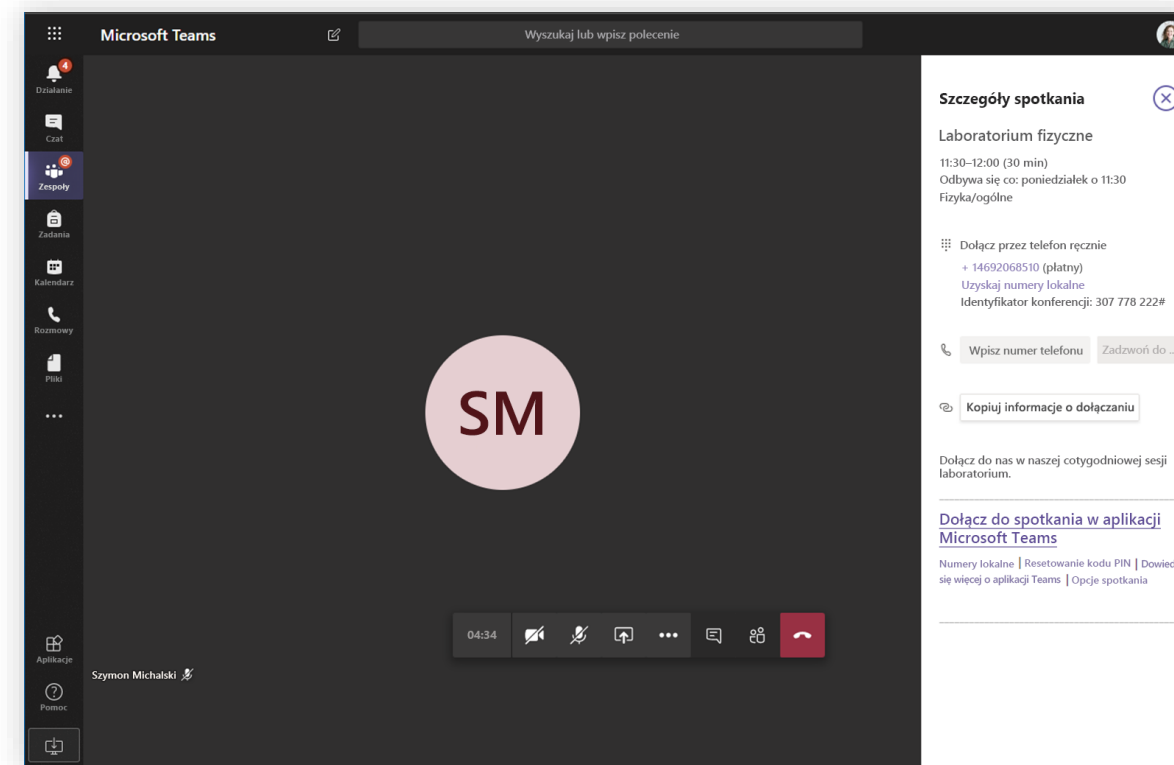 Microsoft Teams
Wyszukaj lub wpisz polecenie
4
Działanie
Czat
@
Zespoły
Zadania
Kalendarz
Rozmowy
Pliki
Aplikacje
Pomoc
SM
04:34
Szymon Michalski
Szczegóły spotkania
Laboratorium fizyczne
11:30–12:00 (30 min)
Odbywa się co: poniedziałek o 11:30
Fizyka/ogólne
Dołącz przez telefon ręcznie
+ 14692068510 (płatny)
Uzyskaj numery lokalne
Identyfikator konferencji: 307 778 222#
Wpisz numer telefonu Zadzwoń do ...
Kopiuj informacje o dołączaniu
Dołącz do nas w naszej cotygodniowej sesji
laboratorium.
Dołącz do spotkania w aplikacji
Microsoft Teams
Numery lokalne | Resetowanie kodu PIN | Dowied
się więcej o aplikacji Teams | Opcje spotkania